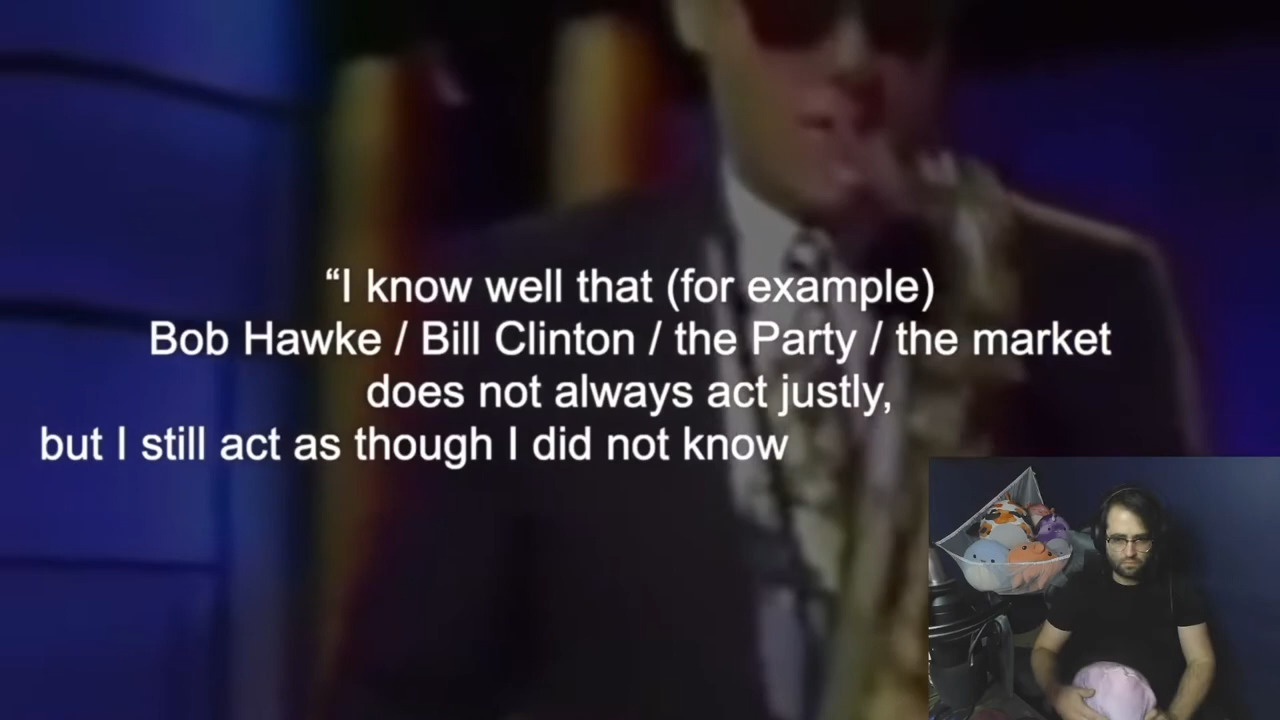 “I know well that (for example)
Bob Hawke / Bill Clinton / the Party / the market
does not always act justly,
but I still act as though I did not know